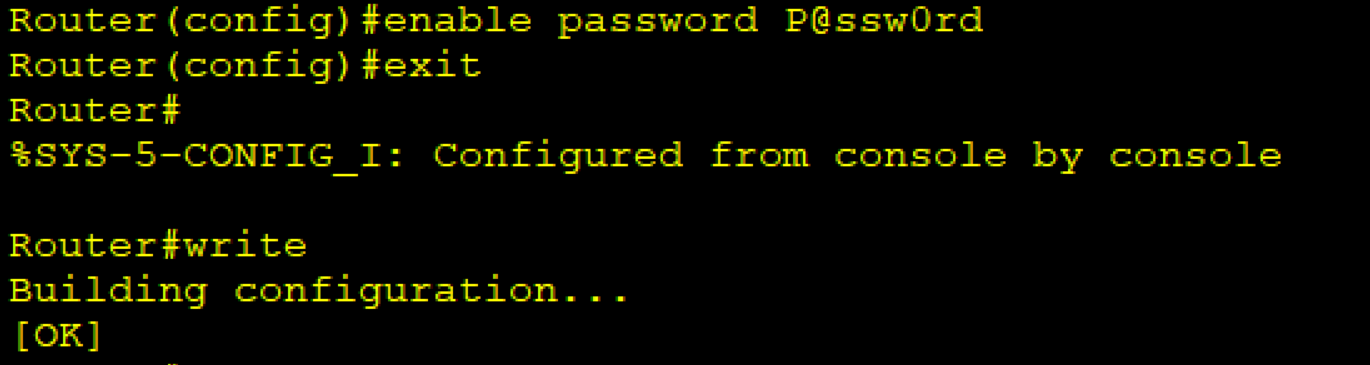 Router(config)#enable password P@ssw0rd
Router(config)#exit
Router#
%SYS-5-CONFIG_I: Configured from console by console
Router#write
Building configuration...
[OK]